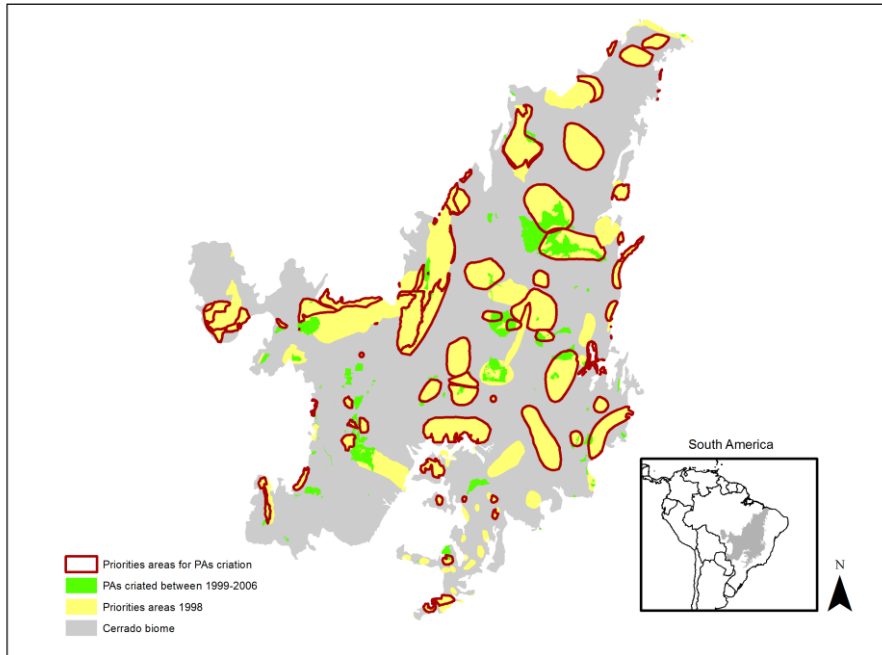 South America
N
Priorities areas for PAs criation
PAs criated between 1999-2006
Priorities areas 1998
Cerrado biome